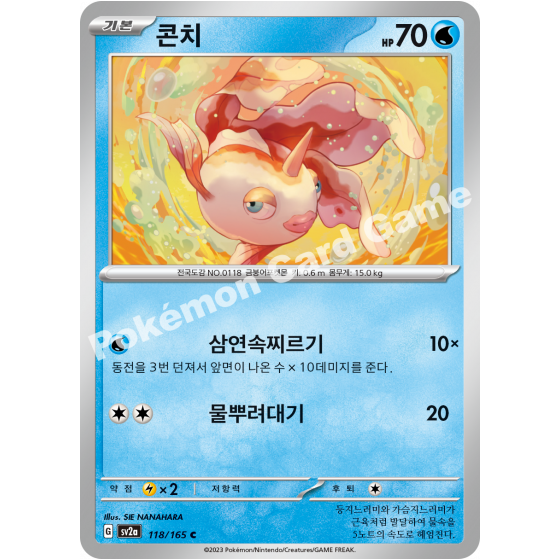 기본 콘치 HP 70
전국도감 NO.0118 금붕어포켓몬 키: 0.6 m 몸무게: 15.0 kg
Pokémon Card Game
삼연속찌르기 10×
동전을 3번 던져서 앞면이 나온 수 × 10데미지를 준다.
물뿌려대기 20
약점 ×2 저항력 후퇴
Illus. SIE NANAHARA
G sv2a 118/165 C
등지느러미와 가슴지느러미가
근육처럼 발달하여 물속을
5노트의 속도로 헤엄친다.
©2023 Pokémon/Nintendo/Creatures/GAME FREAK.